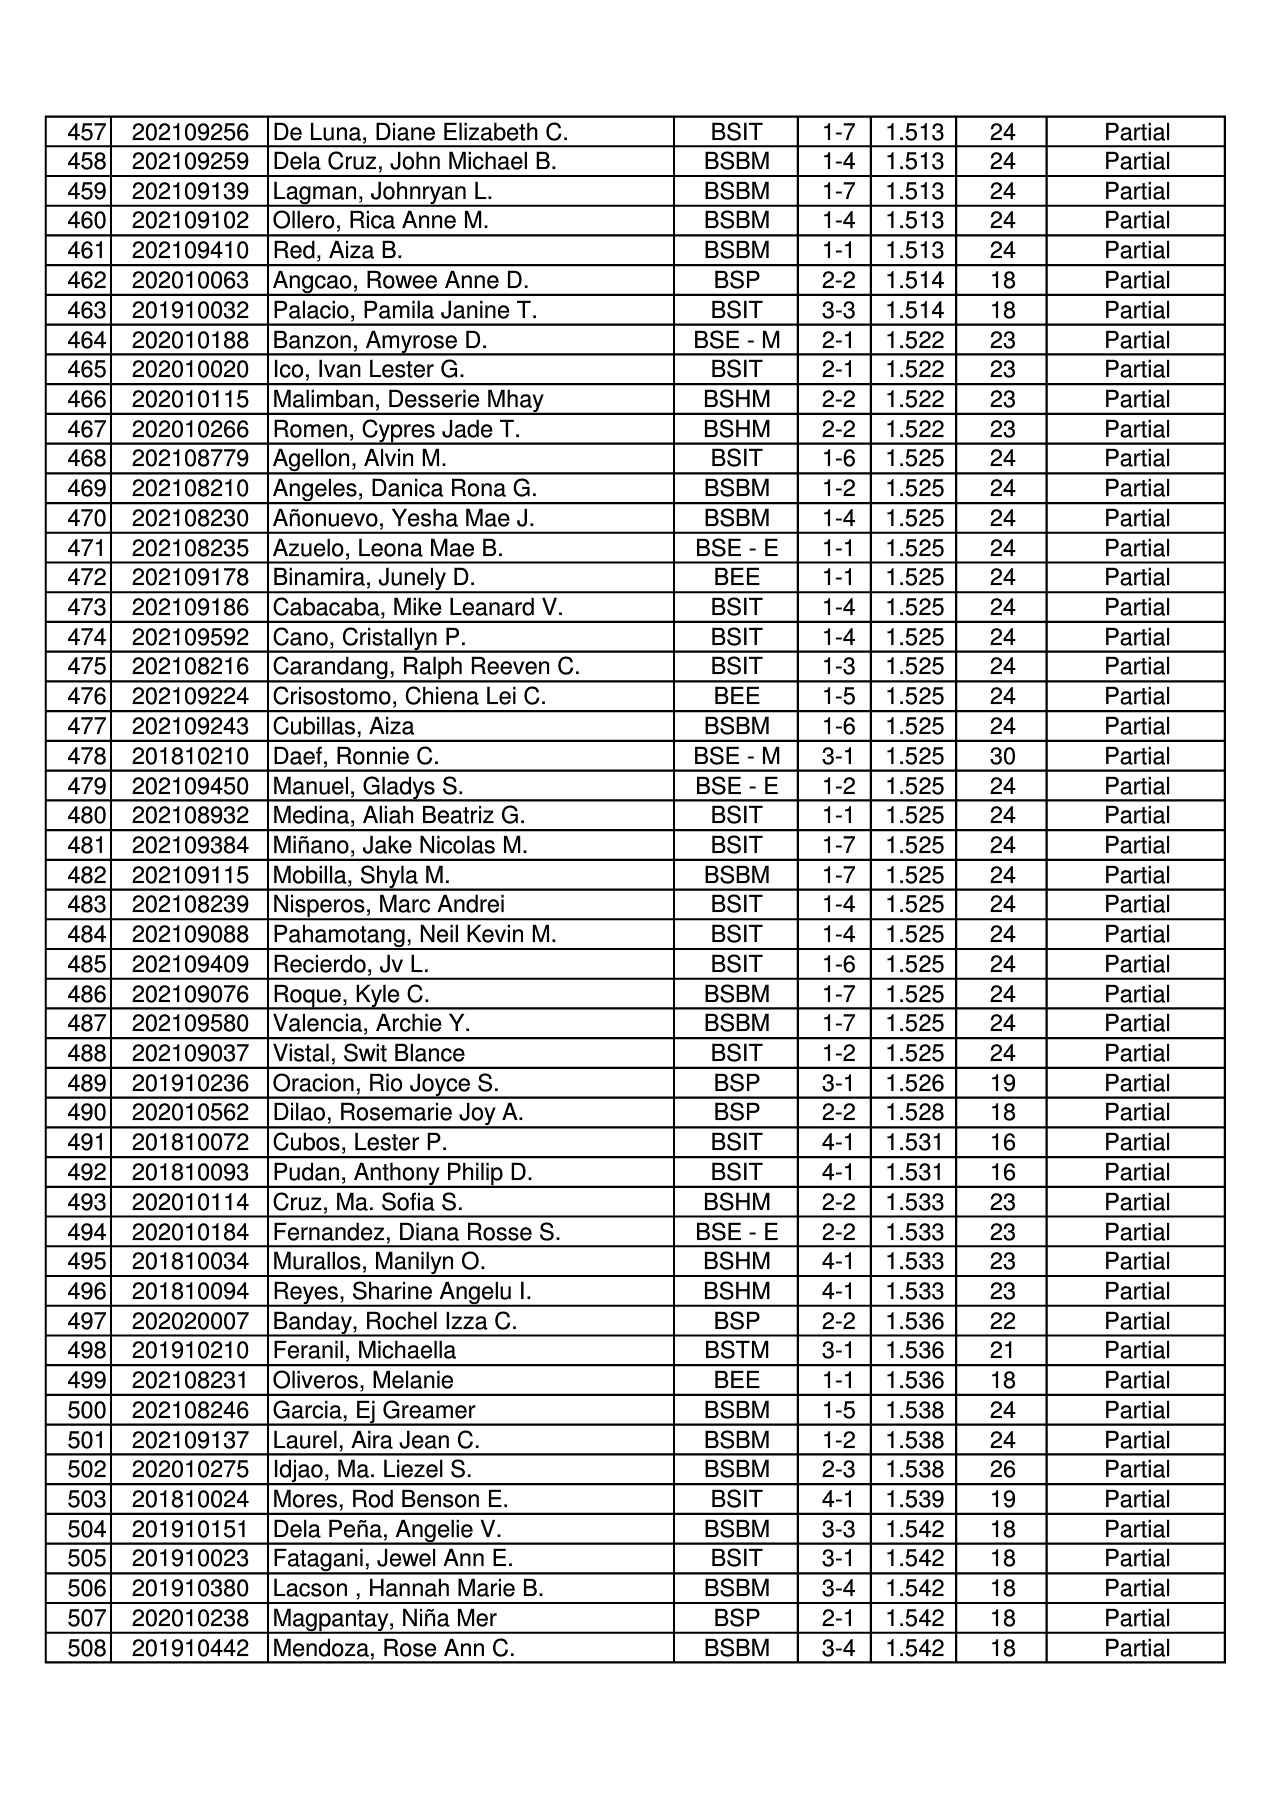 457 202109256 De Luna, Diane Elizabeth C. BSIT 1-7 1.513 24 Partial
458 202109259 Dela Cruz, John Michael B. BSBM 1-4 1.513 24 Partial
459 202109139 Lagman, Johnryan L. BSBM 1-7 1.513 24 Partial
460 202109102 Ollero, Rica Anne M. BSBM 1-4 1.513 24 Partial
461 202109410 Red, Aiza B. BSBM 1-1 1.513 24 Partial
462 202010063 Angcao, Rowee Anne D. BSP 2-2 1.514 18 Partial
463 201910032 Palacio, Pamila Janine T. BSIT 3-3 1.514 18 Partial
464 202010188 Banzon, Amyrose D. BSE - M 2-1 1.522 23 Partial
465 202010020 Ico, Ivan Lester G. BSIT 2-1 1.522 23 Partial
466 202010115 Malimban, Desserie Mhay BSHM 2-2 1.522 23 Partial
467 202010266 Romen, Cypres Jade T. BSHM 2-2 1.522 23 Partial
468 202108779 Agellon, Alvin M. BSIT 1-6 1.525 24 Partial
469 202108210 Angeles, Danica Rona G. BSBM 1-2 1.525 24 Partial
470 202108230 Añonuevo, Yesha Mae J. BSBM 1-4 1.525 24 Partial
471 202108235 Azuelo, Leona Mae B. BSE - E 1-1 1.525 24 Partial
472 202109178 Binamira, Junely D. BEE 1-1 1.525 24 Partial
473 202109186 Cabacaba, Mike Leanard V. BSIT 1-4 1.525 24 Partial
474 202109592 Cano, Cristallyn P. BSIT 1-4 1.525 24 Partial
475 202108216 Carandang, Ralph Reeven C. BSIT 1-3 1.525 24 Partial
476 202109224 Crisostomo, Chiena Lei C. BEE 1-5 1.525 24 Partial
477 202109243 Cubillas, Aiza BSBM 1-6 1.525 24 Partial
478 201810210 Daef, Ronnie C. BSE - M 3-1 1.525 30 Partial
479 202109450 Manuel, Gladys S. BSE - E 1-2 1.525 24 Partial
480 202108932 Medina, Aliah Beatriz G. BSIT 1-1 1.525 24 Partial
481 202109384 Miñano, Jake Nicolas M. BSIT 1-7 1.525 24 Partial
482 202109115 Mobilla, Shyla M. BSBM 1-7 1.525 24 Partial
483 202108239 Nisperos, Marc Andrei BSIT 1-4 1.525 24 Partial
484 202109088 Pahamotang, Neil Kevin M. BSIT 1-4 1.525 24 Partial
485 202109409 Recierdo, Jv L. BSIT 1-6 1.525 24 Partial
486 202109076 Roque, Kyle C. BSBM 1-7 1.525 24 Partial
487 202109580 Valencia, Archie Y. BSBM 1-7 1.525 24 Partial
488 202109037 Vistal, Swit Blance BSIT 1-2 1.525 24 Partial
489 201910236 Oracion, Rio Joyce S. BSP 3-1 1.526 19 Partial
490 202010562 Dilao, Rosemarie Joy A. BSP 2-2 1.528 18 Partial
491 201810072 Cubos, Lester P. BSIT 4-1 1.531 16 Partial
492 201810093 Pudan, Anthony Philip D. BSIT 4-1 1.531 16 Partial
493 202010114 Cruz, Ma. Sofia S. BSHM 2-2 1.533 23 Partial
494 202010184 Fernandez, Diana Rosse S. BSE - E 2-2 1.533 23 Partial
495 201810034 Murallos, Manilyn O. BSHM 4-1 1.533 23 Partial
496 201810094 Reyes, Sharine Angelu I. BSHM 4-1 1.533 23 Partial
497 202020007 Banday, Rochel Izza C. BSP 2-2 1.536 22 Partial
498 201910210 Feranil, Michaella BSTM 3-1 1.536 21 Partial
499 202108231 Oliveros, Melanie BEE 1-1 1.536 18 Partial
500 202108246 Garcia, Ej Greamer BSBM 1-5 1.538 24 Partial
501 202109137 Laurel, Aira Jean C. BSBM 1-2 1.538 24 Partial
502 202010275 Idjao, Ma. Liezel S. BSBM 2-3 1.538 26 Partial
503 201810024 Mores, Rod Benson E. BSIT 4-1 1.539 19 Partial
504 201910151 Dela Peña, Angelie V. BSBM 3-3 1.542 18 Partial
505 201910023 Fatagani, Jewel Ann E. BSIT 3-1 1.542 18 Partial
506 201910380 Lacson , Hannah Marie B. BSBM 3-4 1.542 18 Partial
507 202010238 Magpantay, Niña Mer BSP 2-1 1.542 18 Partial
508 201910442 Mendoza, Rose Ann C. BSBM 3-4 1.542 18 Partial